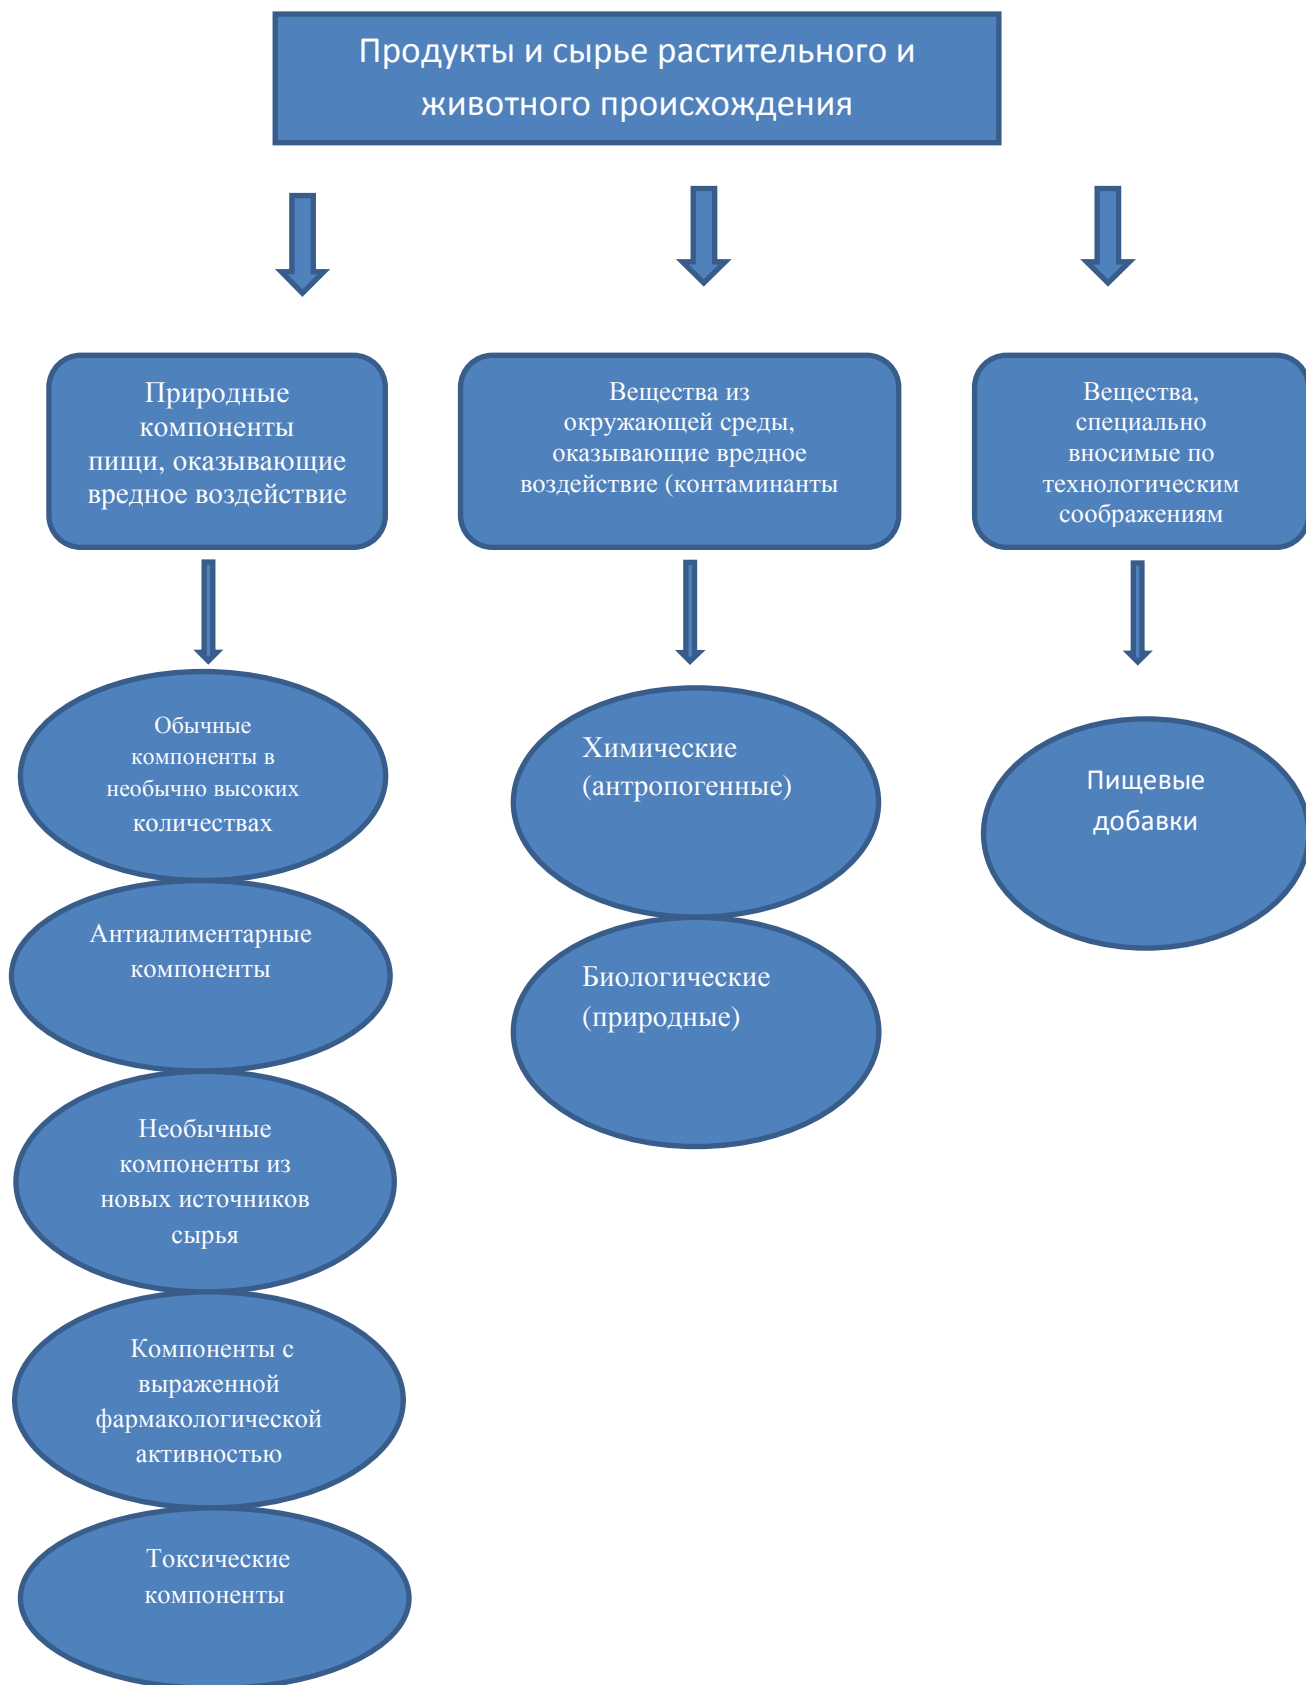 Продукты и сырье растительного и
животного происхождения
Природные
компоненты
пищи, оказывающие
вредное воздействие
Вещества из
окружающей среды,
оказывающие вредное
воздействие (контаминанты
Вещества,
специально
вносимые по
технологическим
соображениям
Обычные
компоненты в
необычно высоких
количествах
Антиалиментарные
компоненты
Необычные
компоненты из
новых источников
сырья
Компоненты с
выраженной
фармакологической
активностью
Токсические
компоненты
Химические
(антропогенные)
Биологические
(природные)
Пищевые
добавки